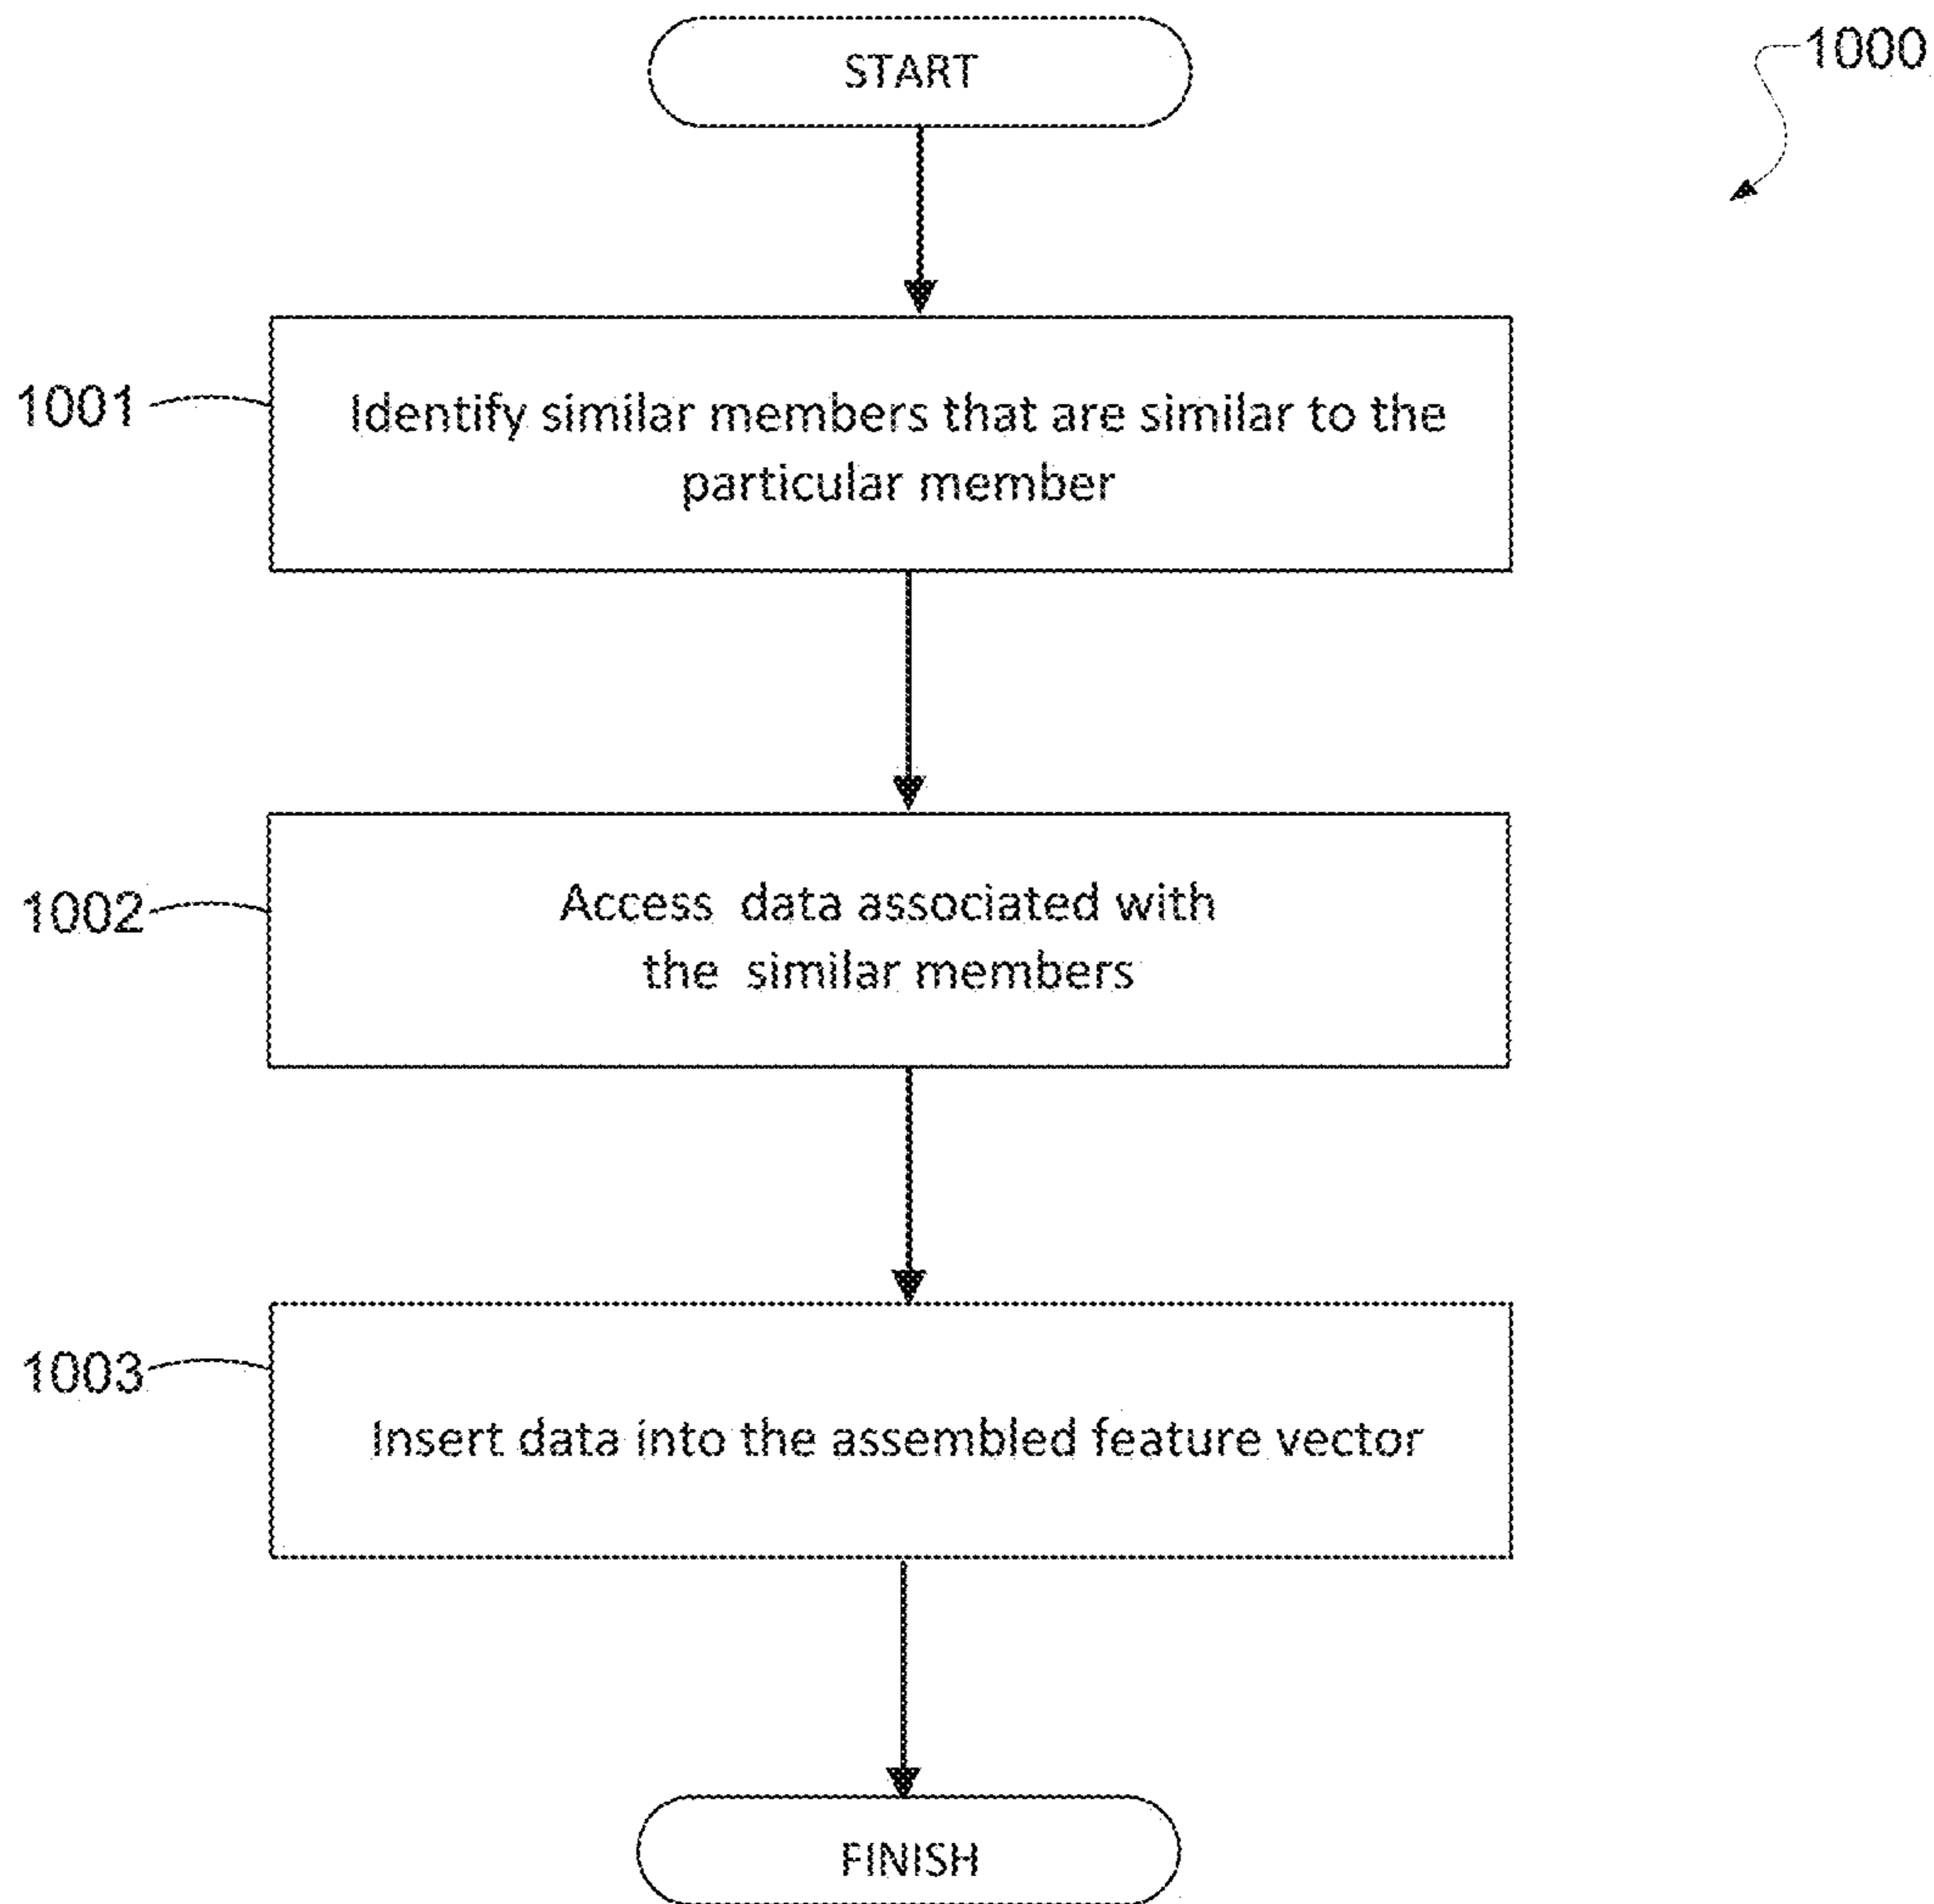 START
1000
1001
Identify similar members that are similar to the
particular member
1002
Access data associated with
the similar members
1003
Insert data into the assembled feature vector
FINISH